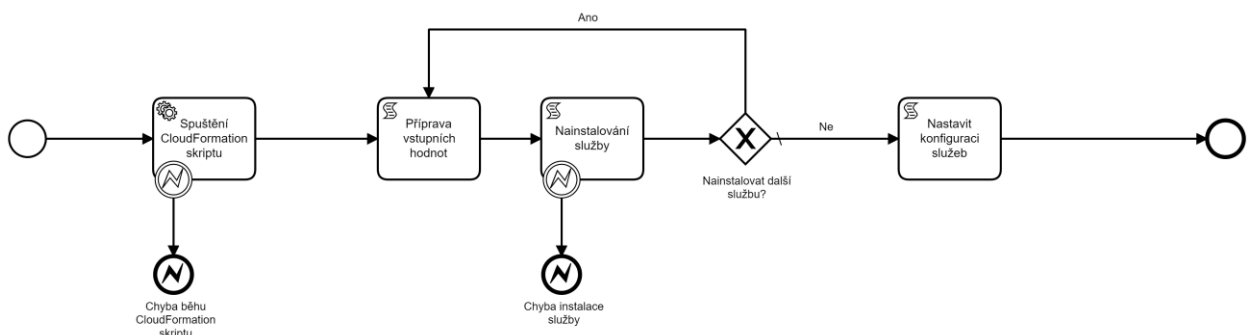 Ano
Spuštění
CloudFormation
skriptu
Příprava
vstupních
hodnot
Nainstalování
služby
Ne
Nainstalovat další
službu?
Nastavit
konfiguraci
služeb
Chyba běhu
CloudFormation
skriptu
Chyba instalace
služby